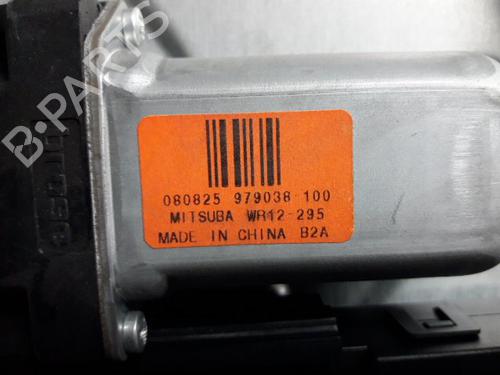 B-PARTS
080825 979038 100
MITSUBA WR12-295
MADE IN CHINA B2A